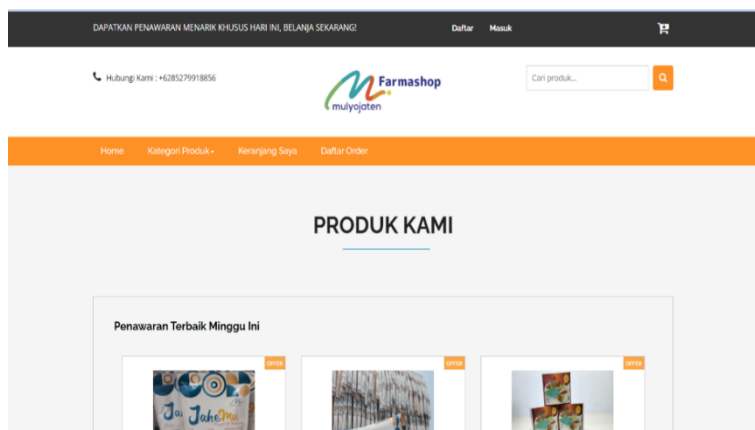 DAPATKAN PENAWARAN MENARIK KHUSUS HARI INI, BELANJA SEKARANG!
Daftar Masuk
Hubungi Kami : +6285279918856
Farmashop
mulyojaten
Cari produk...
Home Kategori Produk Keranjang Saya Daftar Order
PRODUK KAMI
Penawaran Terbaik Minggu Ini
OFFER OFFER OFFER
JaheMu